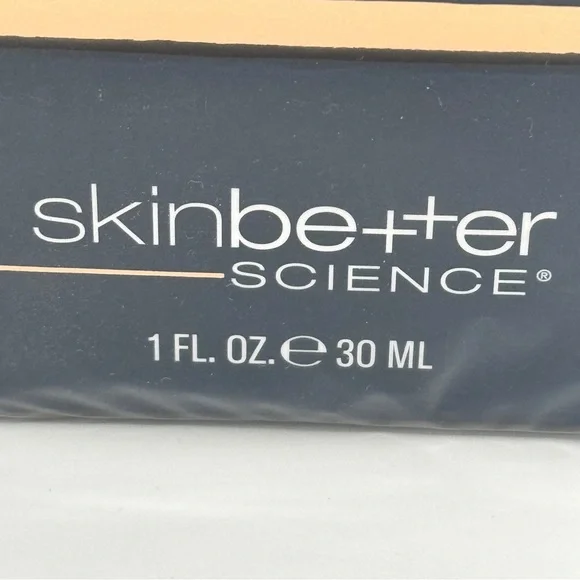 skinbetter
SCIENCE®
1 FL. OZ. ℮ 30 ML